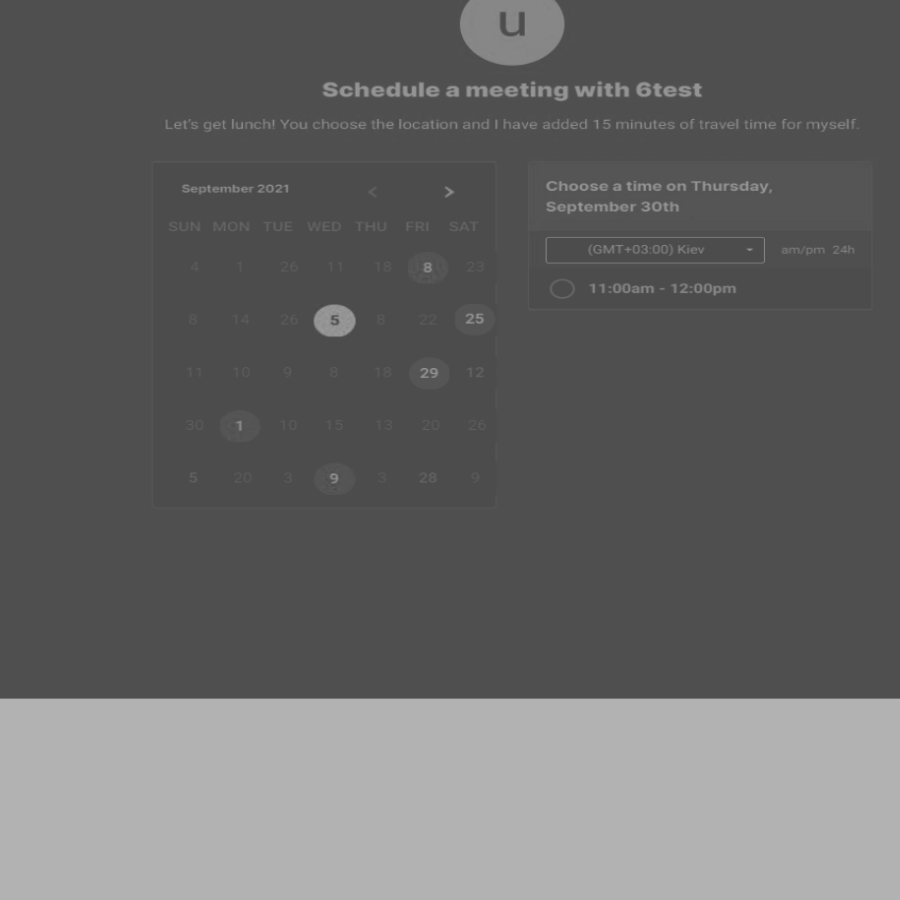 u
Schedule a meeting with 6test
Let's get lunch! You choose the location and I have added 15 minutes of travel time for myself.
September 2021 < >
SUN MON TUE WED THU FRI SAT
4 1 26 11 18 8 23
8 14 26 5 8 22 25
11 10 9 8 18 29 12
30 1 10 15 13 20 26
5 20 3 9 3 28 9
Choose a time on Thursday,
September 30th
(GMT+03:00) Kiev am/pm 24h
11:00am - 12:00pm